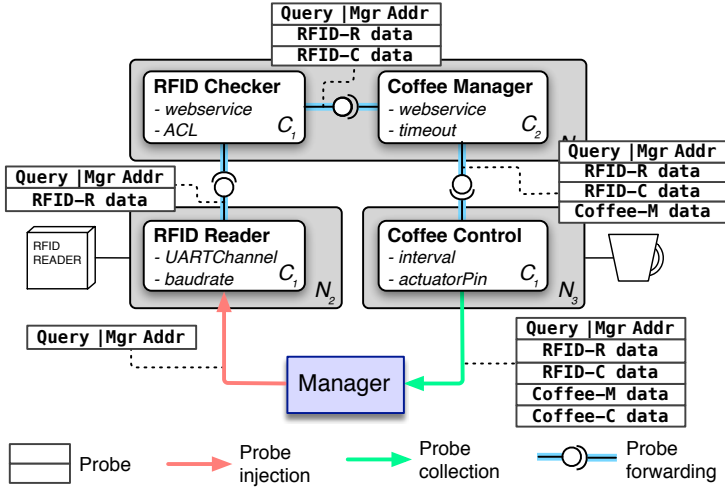 Query |Mgr Addr
RFID-R data
RFID-C data
RFID Checker
- webservice
- ACL
C1
Coffee Manager
- webservice
- timeout
C2
N
Query |Mgr Addr
RFID-R data
RFID-C data
Coffee-M data
Query |Mgr Addr
RFID-R data
RFID READER
RFID Reader
- UARTChannel
- baudrate
C1
N2
Coffee Control
- interval
- actuatorPin
C1
N3
Query |Mgr Addr
Manager
Query |Mgr Addr
RFID-R data
RFID-C data
Coffee-M data
Coffee-C data
Probe
Probe
injection
Probe
collection
Probe
forwarding